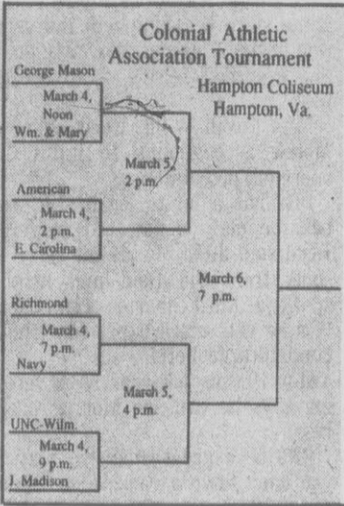 Colonial Athletic
Association Tournament
Hampton Coliseum
Hampton, Va.
George Mason
March 4,
Noon
Wm. & Mary
March 5,
2 p.m.
American
March 4,
2 p.m.
E. Carolina
March 6,
7 p.m.
Richmond
March 4,
7 p.m.
Navy
March 5,
4 p.m.
UNC-Wilm.
March 4,
9 p.m.
J. Madison